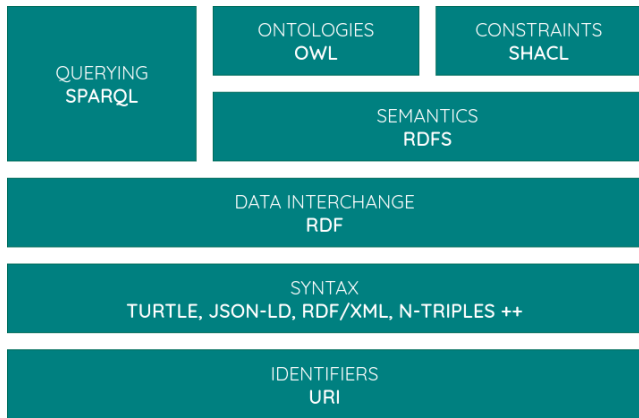 QUERYING
SPARQL
ONTOLOGIES
OWL
CONSTRAINTS
SHACL
SEMANTICS
RDFS
DATA INTERCHANGE
RDF
SYNTAX
TURTLE, JSON-LD, RDF/XML, N-TRIPLES ++
IDENTIFIERS
URI